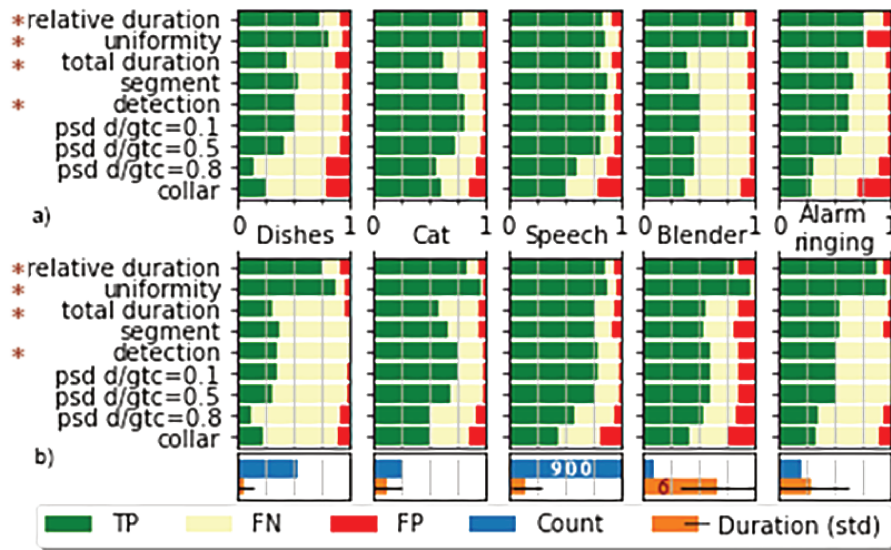 * relative duration
* uniformity
* total duration
segment
* detection
psd d/gtc=0.1
psd d/gtc=0.5
psd d/gtc=0.8
collar
a)
0 1 0 1 0 1 0 1 0 1
Dishes Cat Speech Blender Alarm ringing
* relative duration
* uniformity
* total duration
segment
* detection
psd d/gtc=0.1
psd d/gtc=0.5
psd d/gtc=0.8
collar
b)
900
6
TP FN FP Count Duration (std)